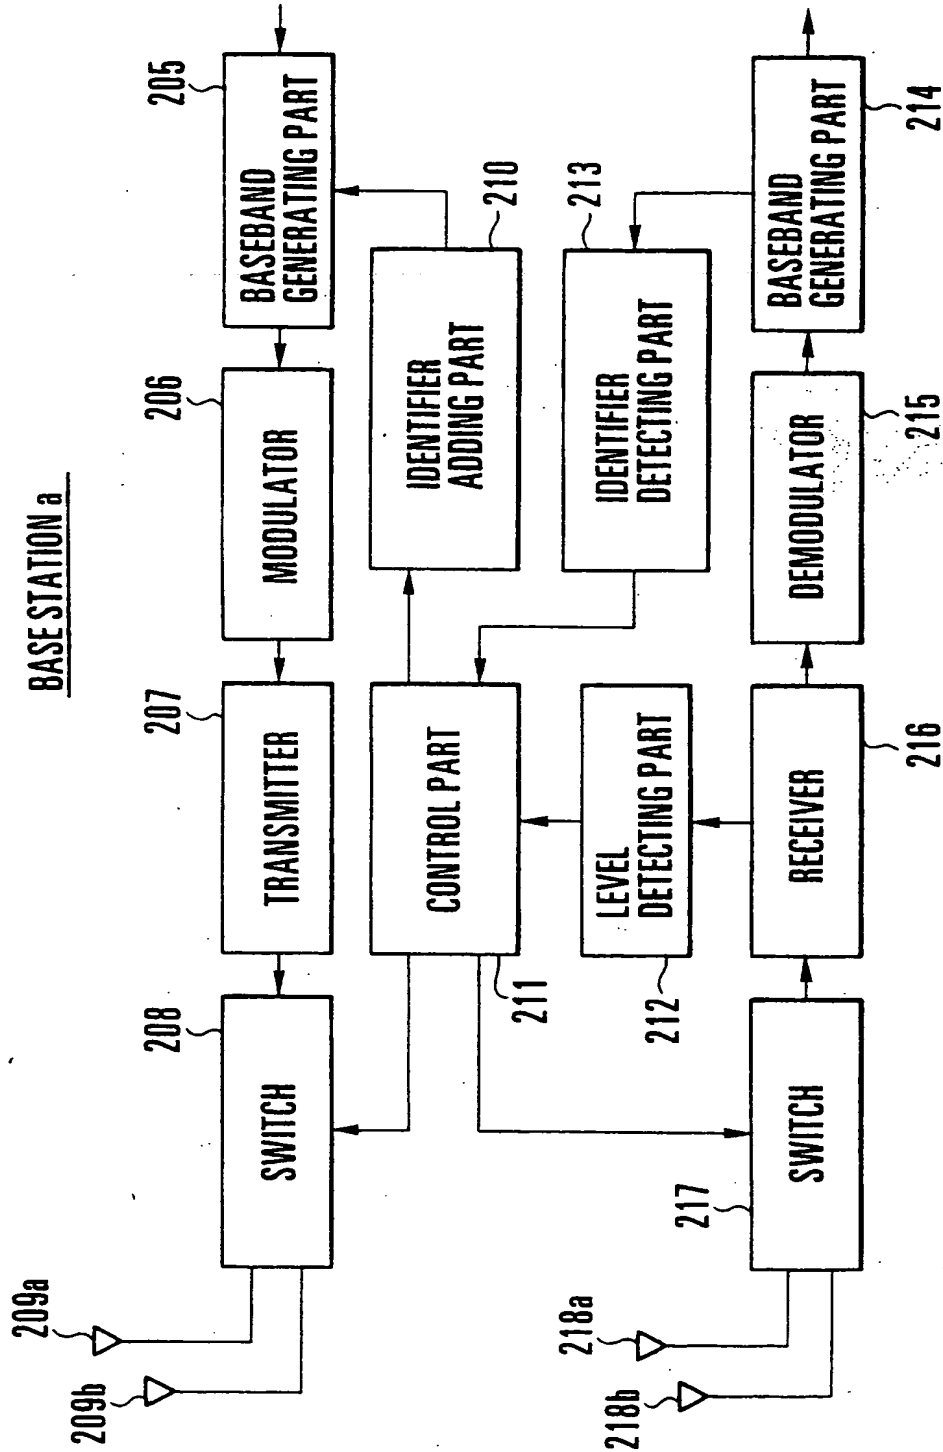 BASE STATION a
209a
209b
208
SWITCH
207
TRANSMITTER
206
MODULATOR
205
BASEBAND
GENERATING PART
211
CONTROL PART
IDENTIFIER
ADDING PART
210
212
LEVEL
DETECTING PART
IDENTIFIER
DETECTING PART
213
218a
218b
217
SWITCH
RECEIVER
216
DEMODULATOR
215
BASEBAND
GENERATING PART
214